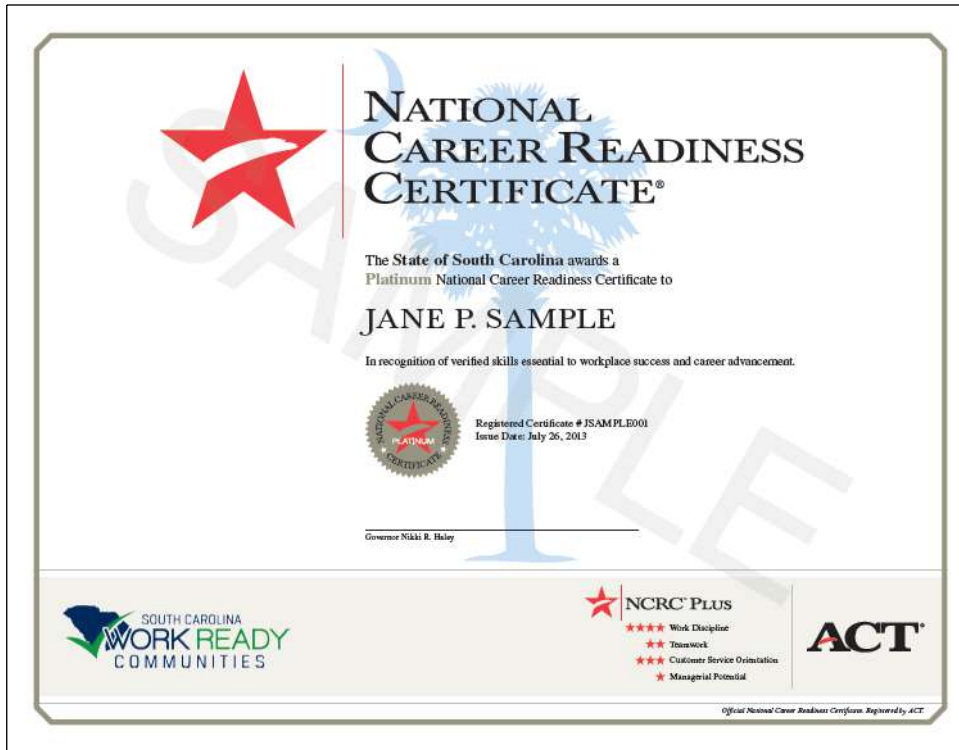 NATIONAL
CAREER READINESS
CERTIFICATE®
The State of South Carolina awards a
Platinum National Career Readiness Certificate to
JANE P. SAMPLE
In recognition of verified skills essential to workplace success and career advancement.
NATIONAL CAREER READINESS
PLATINUM
CERTIFICATE
Registered Certificate # JSAMPLE001
Issue Date: July 26, 2013
Governor Nikki R. Haley
SAMPLE
SOUTH CAROLINA
WORK READY
COMMUNITIES
NCRC® PLUS
Work Discipline
Teamwork
Customer Service Orientation
Managerial Potential
ACT®
Official National Career Readiness Certificate. Registered by ACT.